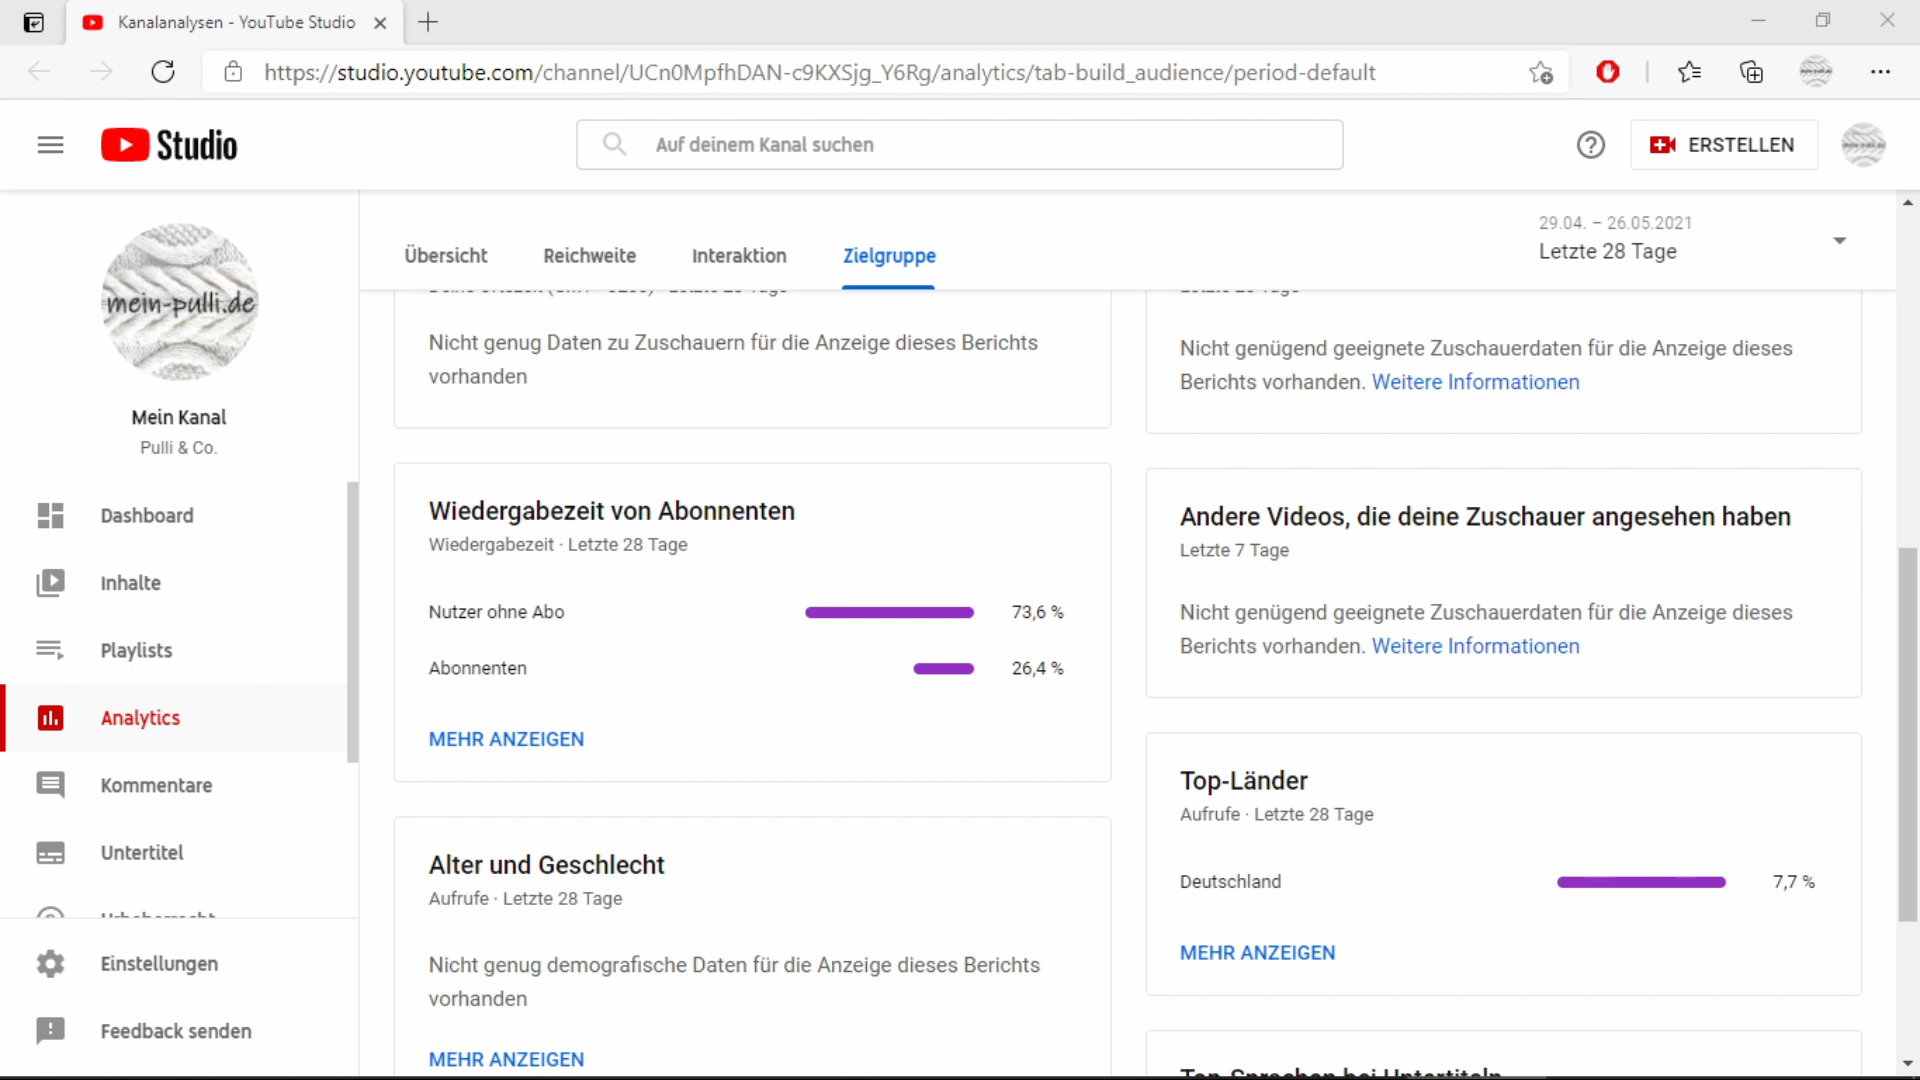 Kanalanalysen - YouTube Studio
https://studio.youtube.com/channel/UCn0MpfhDAN-c9KXSjg_Y6Rg/analytics/tab-build_audience/period-default
Studio
Auf deinem Kanal suchen
ERSTELLEN
mein-pulli.de
Mein Kanal
Pulli & Co.
Dashboard
Inhalte
Playlists
Analytics
Kommentare
Untertitel
Einstellungen
Feedback senden
Übersicht
Reichweite
Interaktion
Zielgruppe
29.04. – 26.05.2021
Letzte 28 Tage
Nicht genug Daten zu Zuschauern für die Anzeige dieses Berichts
vorhanden
Wiedergabezeit von Abonnenten
Wiedergabezeit · Letzte 28 Tage
Nutzer ohne Abo 73,6 %
Abonnenten 26,4 %
MEHR ANZEIGEN
Alter und Geschlecht
Aufrufe · Letzte 28 Tage
Nicht genug demografische Daten für die Anzeige dieses Berichts
vorhanden
MEHR ANZEIGEN
Nicht genügend geeignete Zuschauerdaten für die Anzeige dieses
Berichts vorhanden. Weitere Informationen
Andere Videos, die deine Zuschauer angesehen haben
Letzte 7 Tage
Nicht genügend geeignete Zuschauerdaten für die Anzeige dieses
Berichts vorhanden. Weitere Informationen
Top-Länder
Aufrufe · Letzte 28 Tage
Deutschland 7,7 %
MEHR ANZEIGEN
Top-Sprachen bei Untertiteln